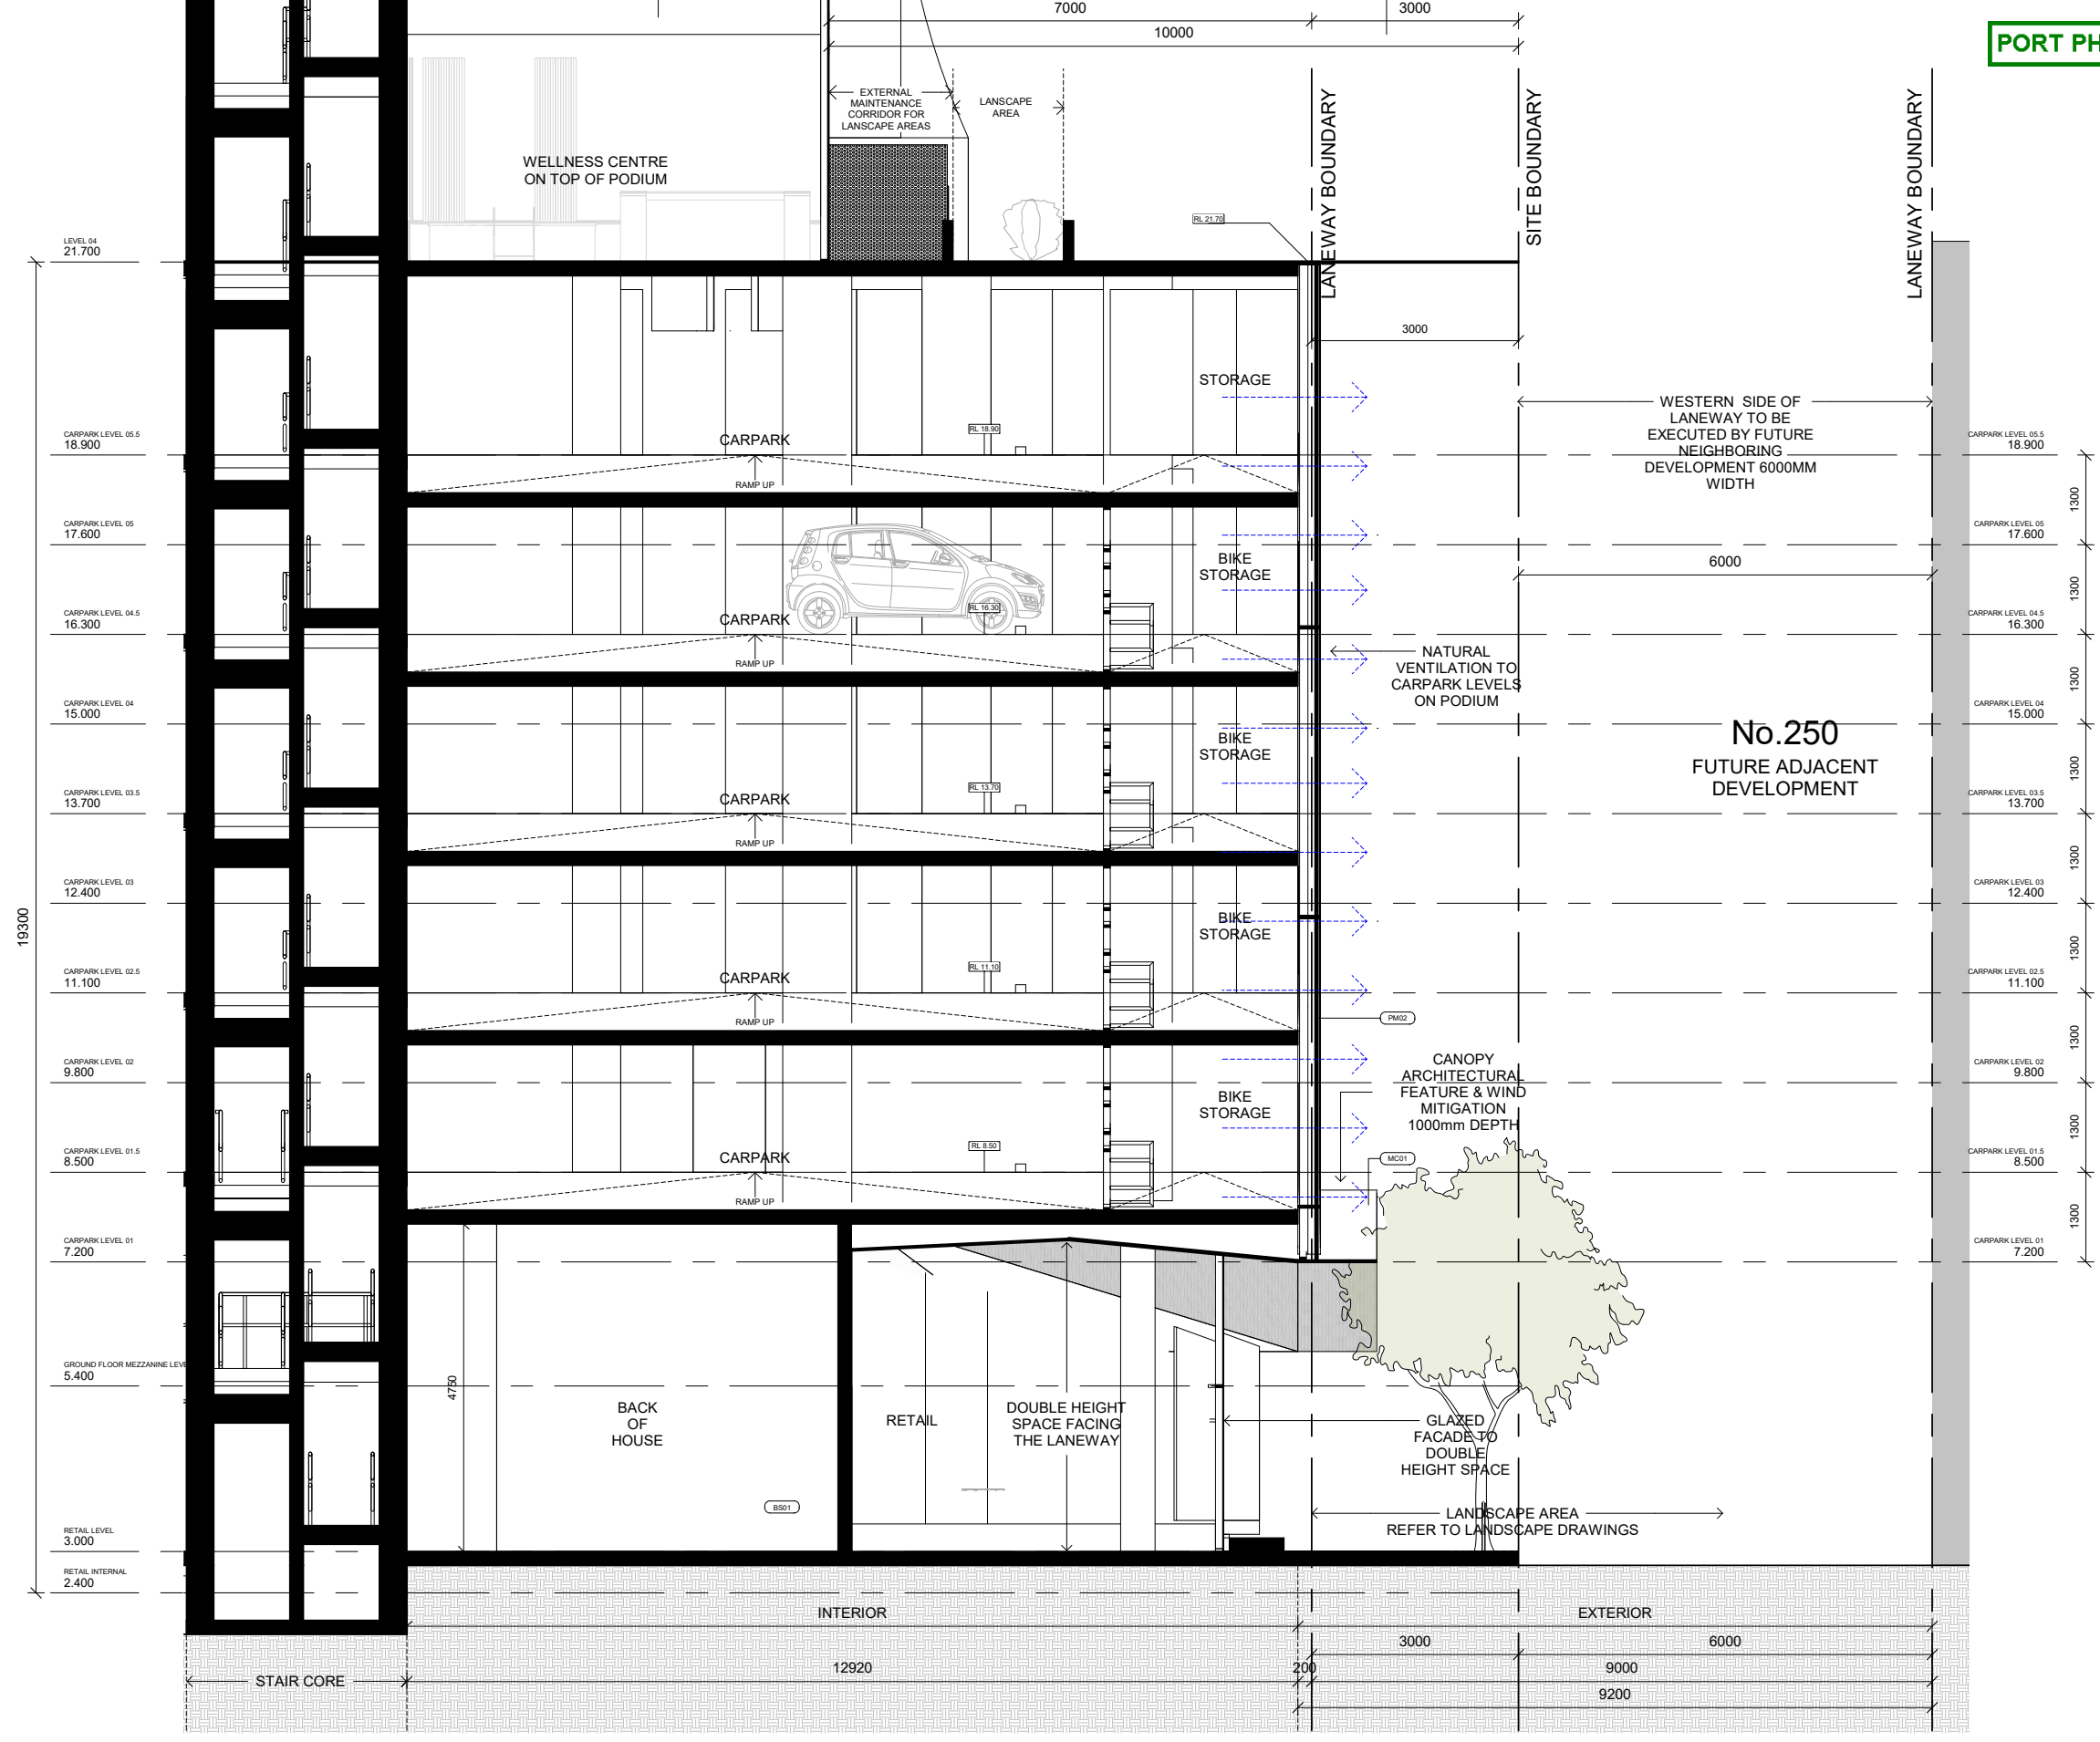 7000
3000
10000
PORT PH
EXTERNAL
MAINTENANCE
CORRIDOR FOR
LANSCAPE AREAS
LANSCAPE
AREA
LANEWAY BOUNDARY
SITE BOUNDARY
LANEWAY BOUNDARY
WELLNESS CENTRE
ON TOP OF PODIUM
RL 21.70
LEVEL 04
21.700
3000
STORAGE
WESTERN SIDE OF
LANEWAY TO BE
EXECUTED BY FUTURE
NEIGHBORING
DEVELOPMENT 6000MM
WIDTH
CARPARK LEVEL 05.5
18.900
CARPARK
RL 18.90
RAMP UP
CARPARK LEVEL 05.5
18.900
1300
CARPARK LEVEL 05
17.600
BIKE
STORAGE
6000
CARPARK LEVEL 05
17.600
1300
CARPARK LEVEL 04.5
16.300
CARPARK
RL 16.30
RAMP UP
CARPARK LEVEL 04.5
16.300
NATURAL
VENTILATION TO
CARPARK LEVELS
ON PODIUM
1300
CARPARK LEVEL 04
15.000
BIKE
STORAGE
No.250
FUTURE ADJACENT
DEVELOPMENT
CARPARK LEVEL 04
15.000
1300
CARPARK LEVEL 03.5
13.700
CARPARK
RL 13.70
RAMP UP
CARPARK LEVEL 03.5
13.700
1300
CARPARK LEVEL 03
12.400
BIKE
STORAGE
CARPARK LEVEL 03
12.400
1300
19300
CARPARK LEVEL 02.5
11.100
CARPARK
RL 11.10
RAMP UP
CARPARK LEVEL 02.5
11.100
PM02
1300
CARPARK LEVEL 02
9.800
BIKE
STORAGE
CANOPY
ARCHITECTURAL
FEATURE & WIND
MITIGATION
1000mm DEPTH
CARPARK LEVEL 02
9.800
1300
CARPARK LEVEL 01.5
8.500
CARPARK
RL 8.50
RAMP UP
MC01
CARPARK LEVEL 01.5
8.500
1300
CARPARK LEVEL 01
7.200
CARPARK LEVEL 01
7.200
GROUND FLOOR MEZZANINE LEVE
5.400
4750
BACK
OF
HOUSE
RETAIL
DOUBLE HEIGHT
SPACE FACING
THE LANEWAY
GLAZED
FACADE TO
DOUBLE
HEIGHT SPACE
BS01
LANDSCAPE AREA
REFER TO LANDSCAPE DRAWINGS
RETAIL LEVEL
3.000
RETAIL INTERNAL
2.400
INTERIOR
EXTERIOR
3000
6000
STAIR CORE
12920
200
9000
9200